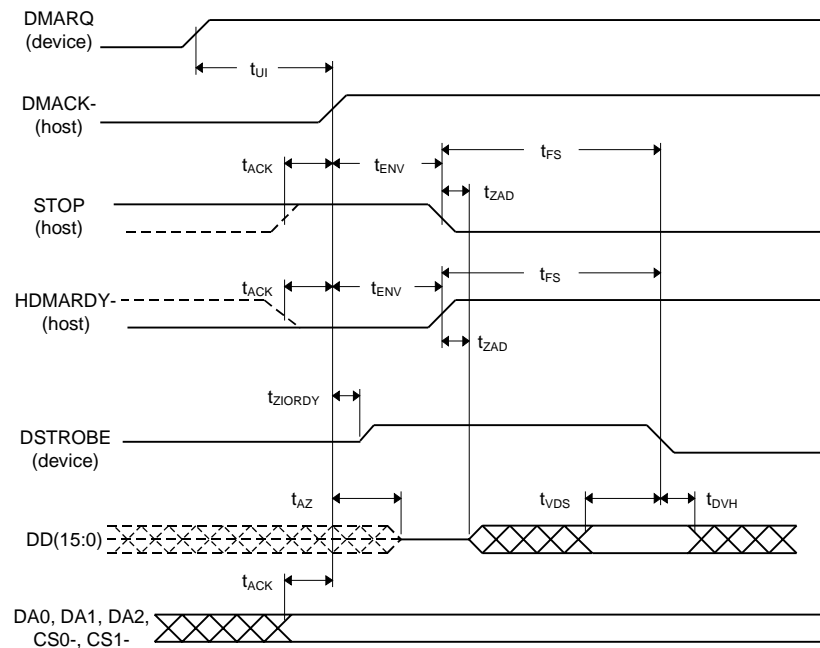 DMARQ
(device)
tUI
DMACK-
(host)
tACK
tENV
tFS
tZAD
STOP
(host)
tACK
tENV
tFS
HDMARDY-
(host)
tZAD
tZIORDY
DSTROBE
(device)
tAZ
tVDS
tDVH
DD(15:0)
tACK
DA0, DA1, DA2,
CS0-, CS1-